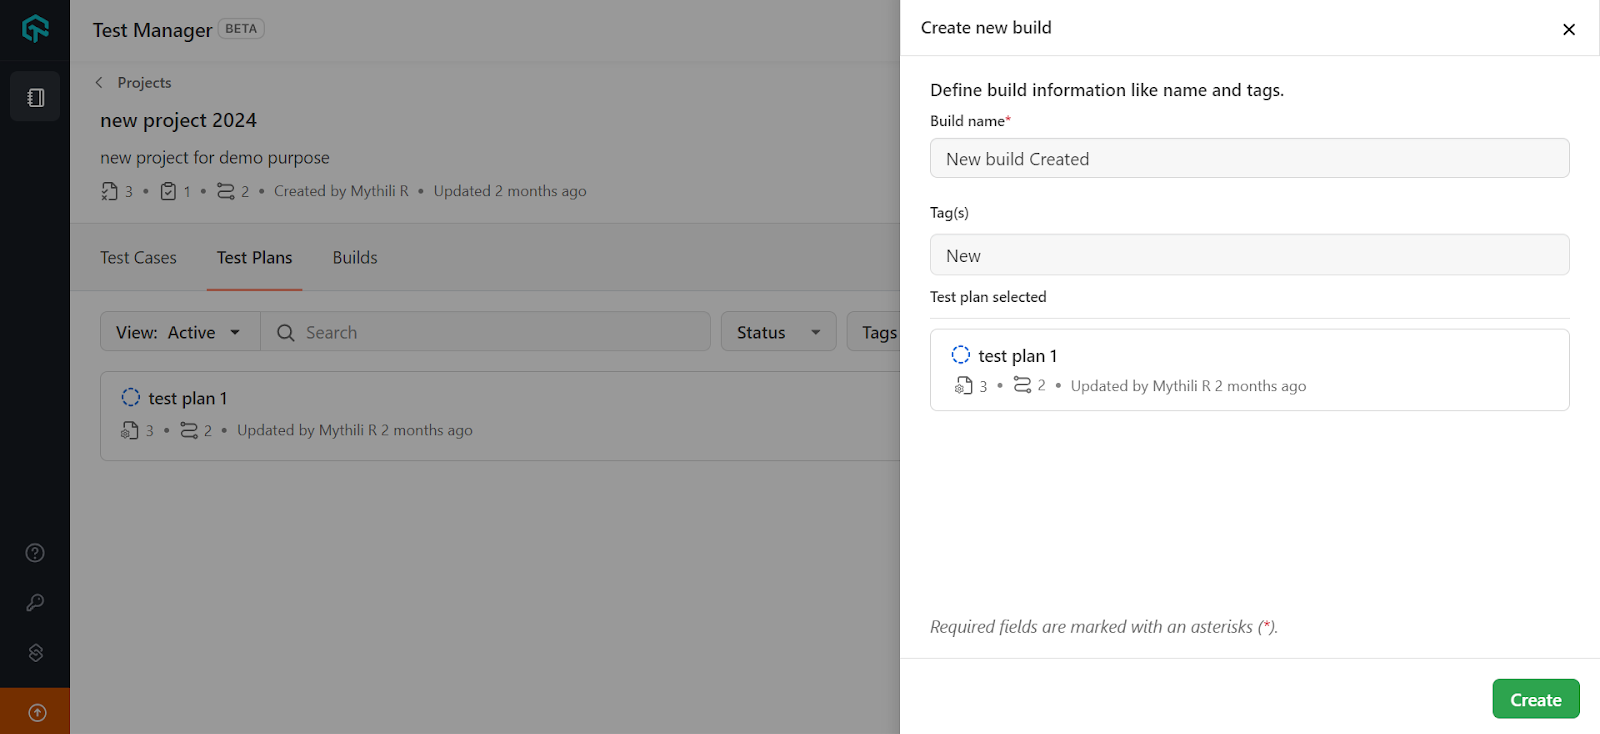 Test Manager BETA
Projects
new project 2024
new project for demo purpose
3 • 1 • 2 • Created by Mythili R • Updated 2 months ago
Test Cases Test Plans Builds
View: Active Search Status Tags
test plan 1
3 • 2 • Updated by Mythili R 2 months ago
Create new build
Define build information like name and tags.
Build name*
New build Created
Tag(s)
New
Test plan selected
test plan 1
3 • 2 • Updated by Mythili R 2 months ago
Required fields are marked with an asterisks (*).
Create